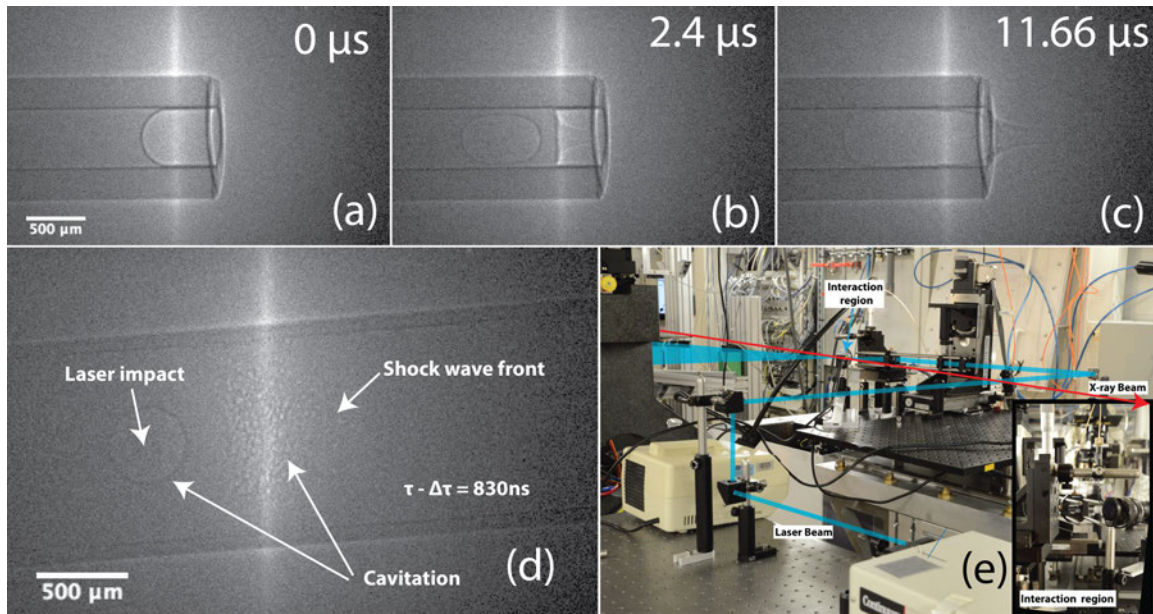 0 µs
2.4 µs
11.66 µs
500 µm
(a)
(b)
(c)
Laser impact
Shock wave front
τ - Δτ = 830ns
Cavitation
500 µm
(d)
Interaction
region
X-ray Beam
Laser Beam
(e)
Interaction region